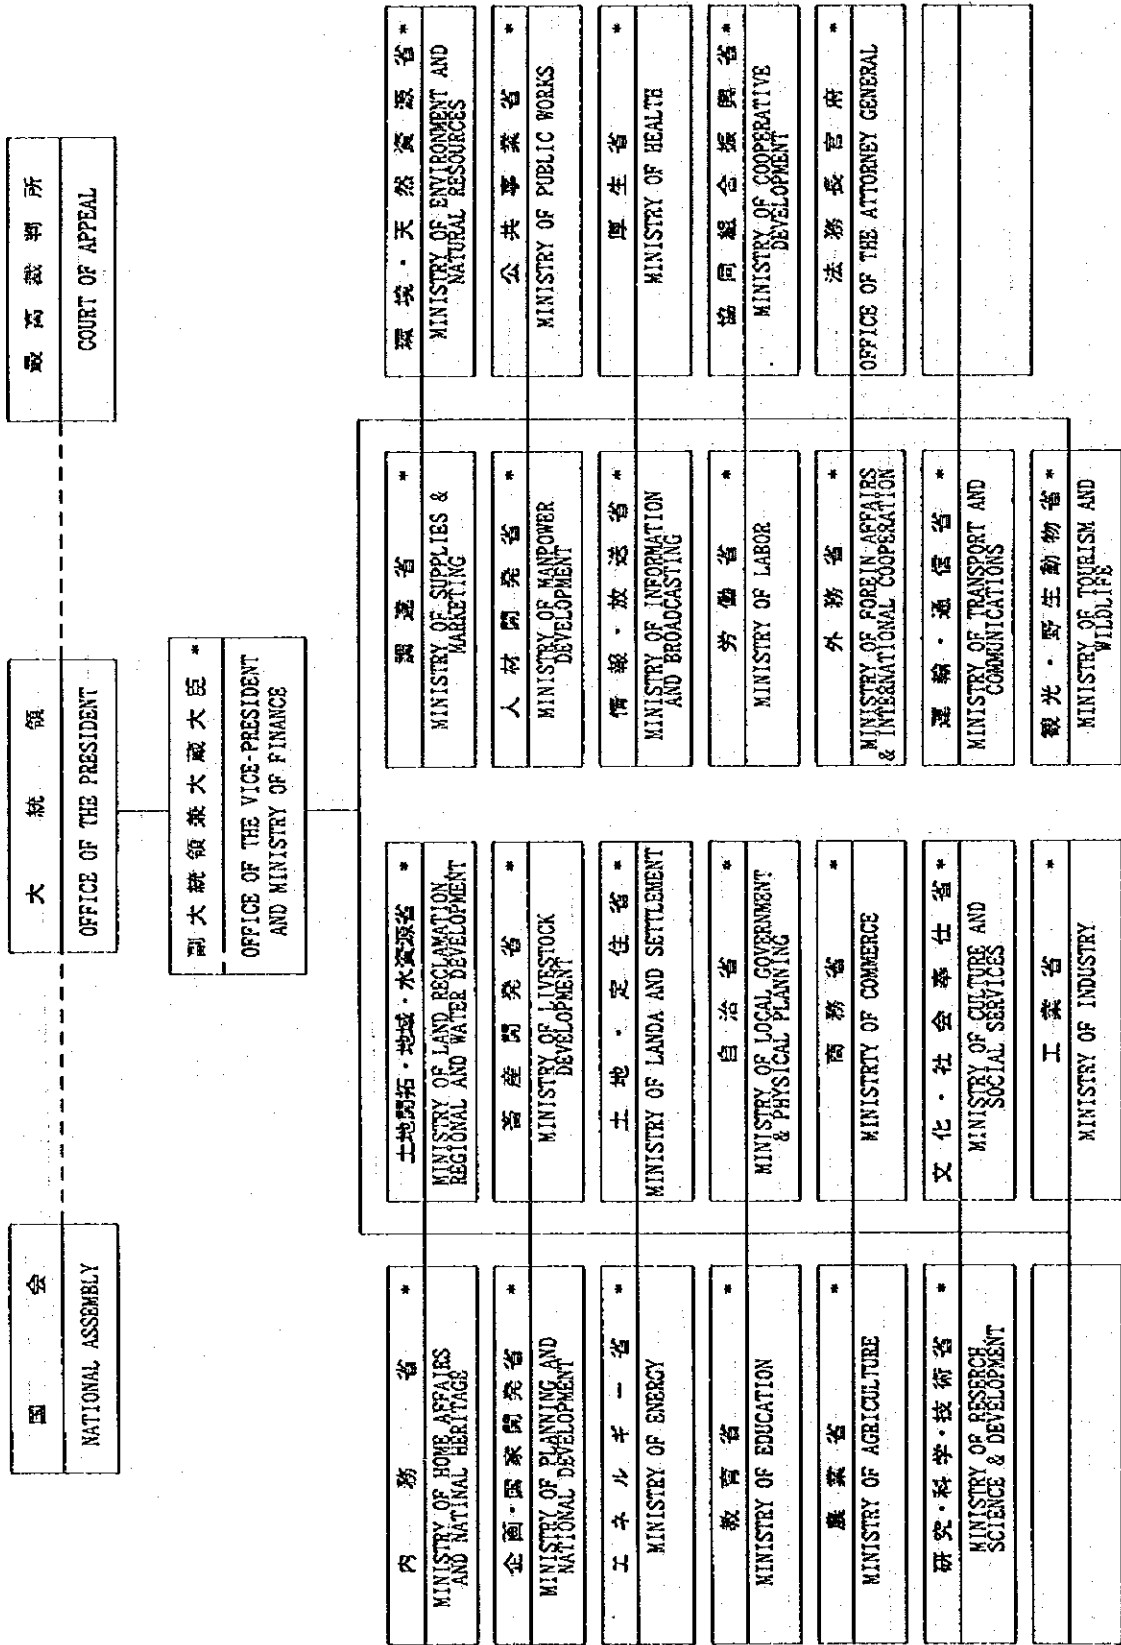 国会
NATIONAL ASSEMBLY
大統領
OFFICE OF THE PRESIDENT
最高裁判所
COURT OF APPEAL
副大統領兼大蔵大臣 *
OFFICE OF THE VICE-PRESIDENT
AND MINISTRY OF FINANCE
内務省 *
MINISTRY OF HOME AFFAIRS
AND NATINAL HERITAGE
土地開拓・地域・水資源省 *
MINISTRY OF LAND RECLAMATION
REGIONAL AND WATER DEVELOPMENT
調達省 *
MINISTRY OF SUPPLIES &
MARKETING
環境・天然資源省 *
MINISTRY OF ENVIRONMENT AND
NATURAL RESOURCES
企画・国家開発省 *
MINISTRY OF PLANNING AND
NATIONAL DEVELOPMENT
畜産開発省 *
MINISTRY OF LIVESTOCK
DEVELOPMENT
人材開発省 *
MINISTRY OF MANPOWER
DEVELOPMENT
公共事業省 *
MINISTRY OF PUBLIC WORKS
エネルギー省 *
MINISTRY OF ENERGY
土地・定住省 *
MINISTRY OF LANDA AND SETTLEMENT
情報・放送省 *
MINISTRY OF INFORMATION
AND BROADCASTING
厚生省 *
MINISTRY OF HEALTH
教育省 *
MINISTRY OF EDUCATION
自治省 *
MINISTRY OF LOCAL GOVERNMENT
& PHYSICAL PLANNING
労働省 *
MINISTRY OF LABOR
協同組合振興省 *
MINISTRY OF COOPERATIVE
DEVELOPMENT
農業省 *
MINISTRY OF AGRICULTURE
商務省 *
MINISTRTY OF COMMERCE
外務省 *
MINISTRY OF FOREIN AFFAIRS
& INTERNATIONAL COOPERATION
法務長官府 *
OFFICE OF THE ATTORNEY GENERAL
研究・科学・技術省 *
MINISTRY OF RESERCH
SCIENCE & DEVELOPMENT
文化・社会奉仕省 *
MINISTRY OF CULTURE AND
SOCIAL SERVICES
運輸・通信省 *
MINISTRY OF TRANSPORT AND
COMMUNICATIONS
工業省 *
MINISTRY OF INDUSTRY
観光・野生動物省 *
MINISTRY OF TOURISM AND
WILDLIFE